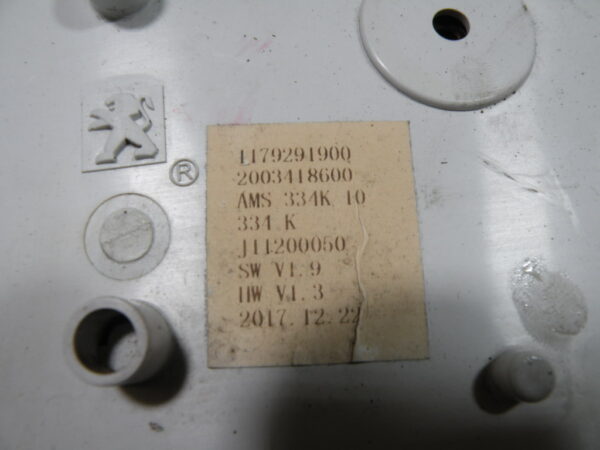 1179291900
2003418600
AMS 334K 10
334 K
J11200050
SW V1.9
HW V1.3
2017.12.22
®